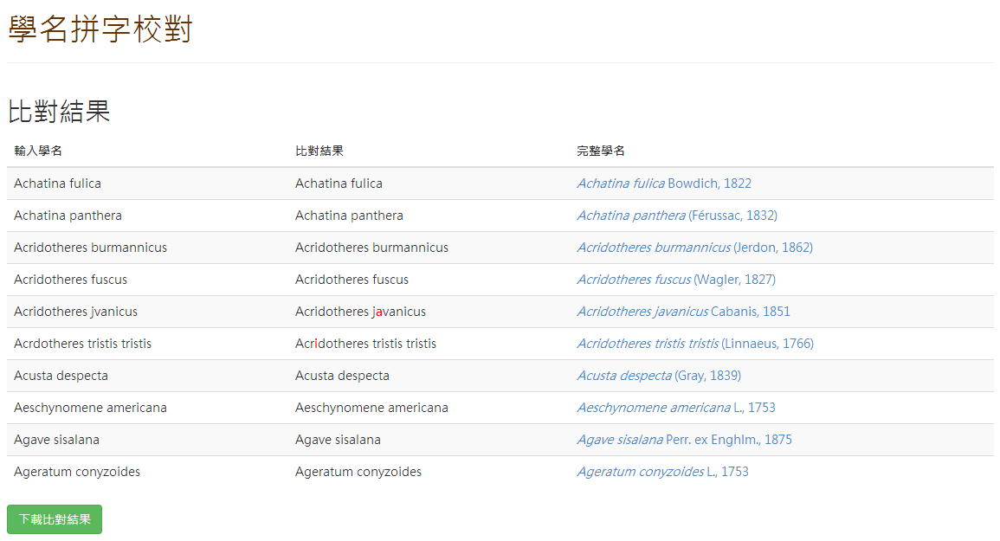 學名拼字校對
比對結果
輸入學名 比對結果 完整學名
Achatina fulica Achatina fulica Achatina fulica Bowdich, 1822
Achatina panthera Achatina panthera Achatina panthera (Férussac, 1832)
Acridotheres burmannicus Acridotheres burmannicus Acridotheres burmannicus (Jerdon, 1862)
Acridotheres fuscus Acridotheres fuscus Acridotheres fuscus (Wagler, 1827)
Acridotheres jvanicus Acridotheres javanicus Acridotheres javanicus Cabanis, 1851
Acrdotheres tristis tristis Acridotheres tristis tristis Acridotheres tristis tristis (Linnaeus, 1766)
Acusta despecta Acusta despecta Acusta despecta (Gray, 1839)
Aeschynomene americana Aeschynomene americana Aeschynomene americana L., 1753
Agave sisalana Agave sisalana Agave sisalana Perr. ex Enghlm., 1875
Ageratum conyzoides Ageratum conyzoides Ageratum conyzoides L., 1753
下載比對結果